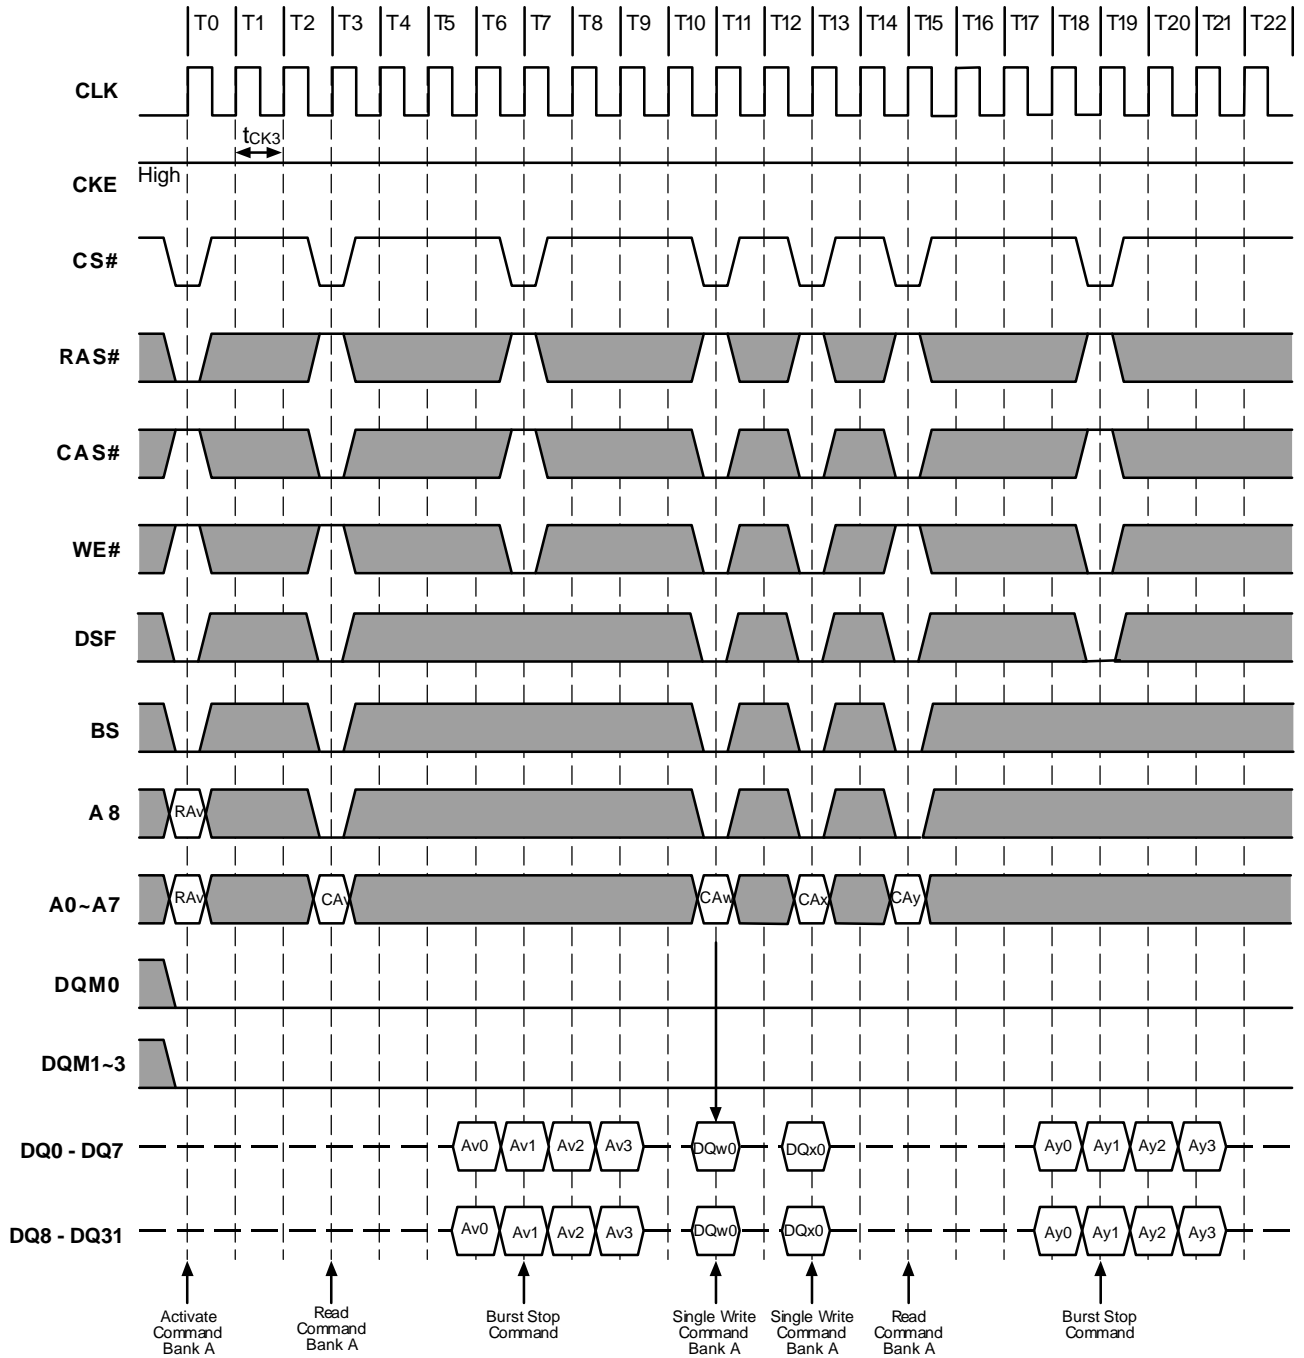 T0 T1 T2 T3 T4 T5 T6 T7 T8 T9 T10 T11 T12 T13 T14 T15 T16 T17 T18 T19 T20 T21 T22
CLK
tCK3
High
CKE
CS#
RAS#
CAS#
WE#
DSF
BS
A8
RAv
A0~A7
RAv CAv CAw CAx CAy
DQM0
DQM1~3
DQ0 - DQ7
Av0 Av1 Av2 Av3 DQw0 DQx0 Ay0 Ay1 Ay2 Ay3
DQ8 - DQ31
Av0 Av1 Av2 Av3 DQw0 DQx0 Ay0 Ay1 Ay2 Ay3
Activate
Command
Bank A
Read
Command
Bank A
Burst Stop
Command
Single Write
Command
Bank A
Single Write
Command
Bank A
Read
Command
Bank A
Burst Stop
Command